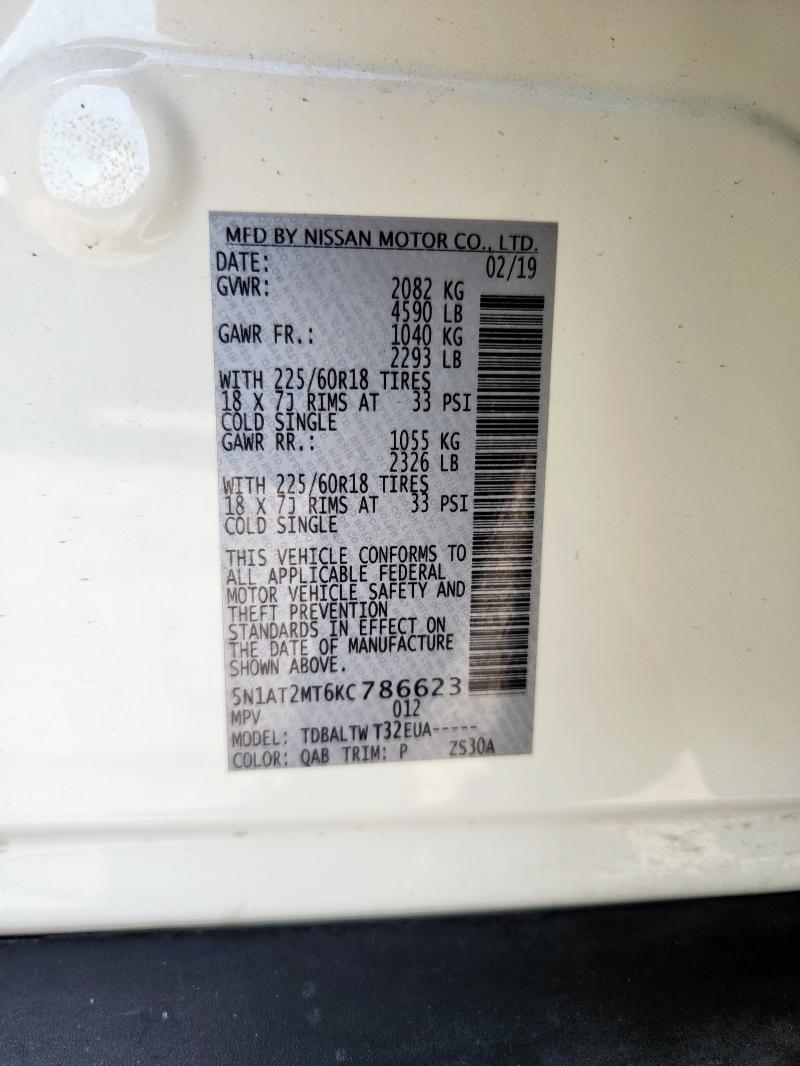 MFD BY NISSAN MOTOR CO., LTD.
DATE: 02/19
GVWR: 2082 KG
4590 LB
GAWR FR.: 1040 KG
2293 LB
WITH 225/60R18 TIRES
18 X 7J RIMS AT 33 PSI
COLD SINGLE
GAWR RR.: 1055 KG
2326 LB
WITH 225/60R18 TIRES
18 X 7J RIMS AT 33 PSI
COLD SINGLE
THIS VEHICLE CONFORMS TO
ALL APPLICABLE FEDERAL
MOTOR VEHICLE SAFETY AND
THEFT PREVENTION
STANDARDS IN EFFECT ON
THE DATE OF MANUFACTURE
SHOWN ABOVE.
5N1AT2MT6KC786623
MPV 012
MODEL: TDBALTW T32EUA-----
COLOR: QAB TRIM: P ZS30A